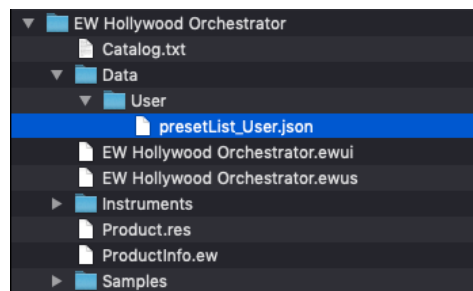 EW Hollywood Orchestrator
Catalog.txt
Data
User
presetList_User.json
EW Hollywood Orchestrator.ewui
EW Hollywood Orchestrator.ewus
Instruments
Product.res
ProductInfo.ew
Samples